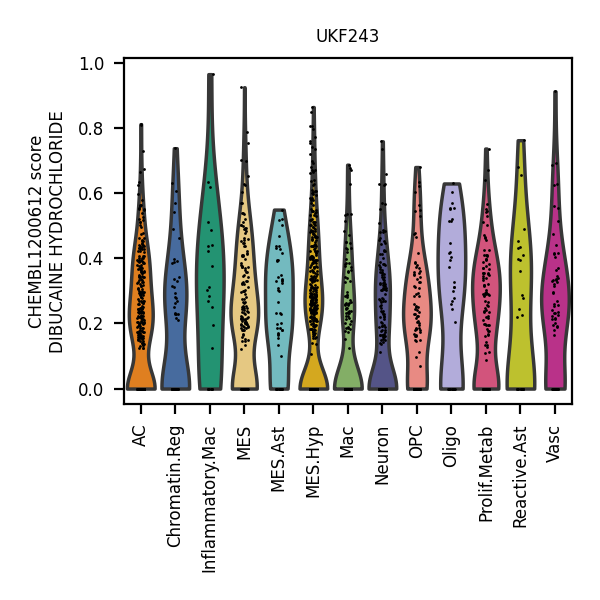 UKF243
CHEMBL1200612 score
DIBUCAINE HYDROCHLORIDE
1.0
0.8
0.6
0.4
0.2
0.0
AC
Chromatin.Reg
Inflammatory.Mac
MES
MES.Ast
MES.Hyp
Mac
Neuron
OPC
Oligo
Prolif.Metab
Reactive.Ast
Vasc